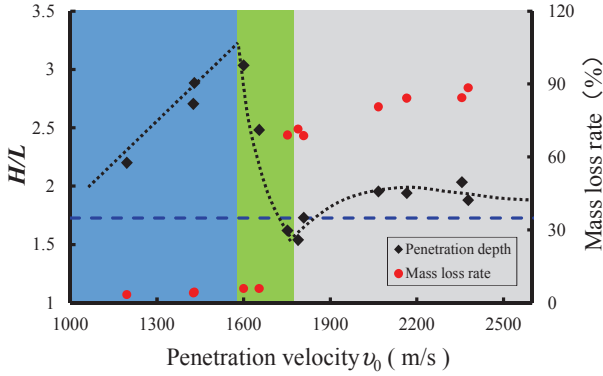 3.5
3
2.5
2
1.5
1
H/L
120
90
60
30
0
Mass loss rate (%)
Penetration depth
Mass loss rate
1000 1300 1600 1900 2200 2500
Penetration velocity υ₀ ( m/s )